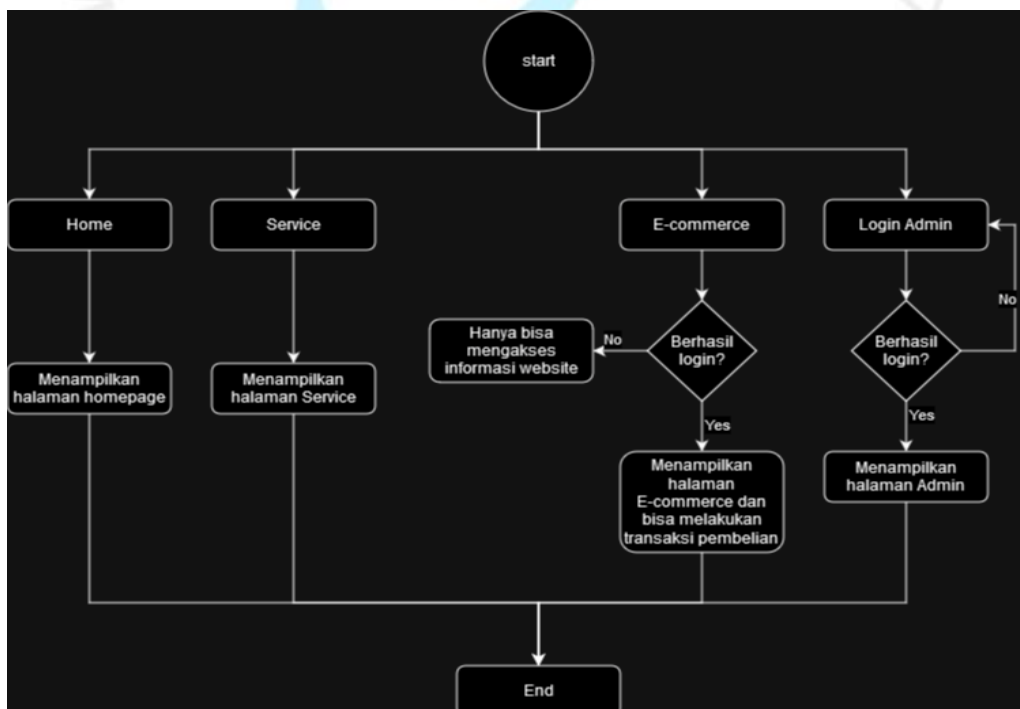 start
Home
Service
E-commerce
Login Admin
No
Hanya bisa
mengakses
informasi website
No
Berhasil
login?
Berhasil
login?
Menampilkan
halaman homepage
Menampilkan
halaman Service
Yes
Yes
Menampilkan
halaman
E-commerce dan
bisa melakukan
transaksi pembelian
Menampilkan
halaman Admin
End